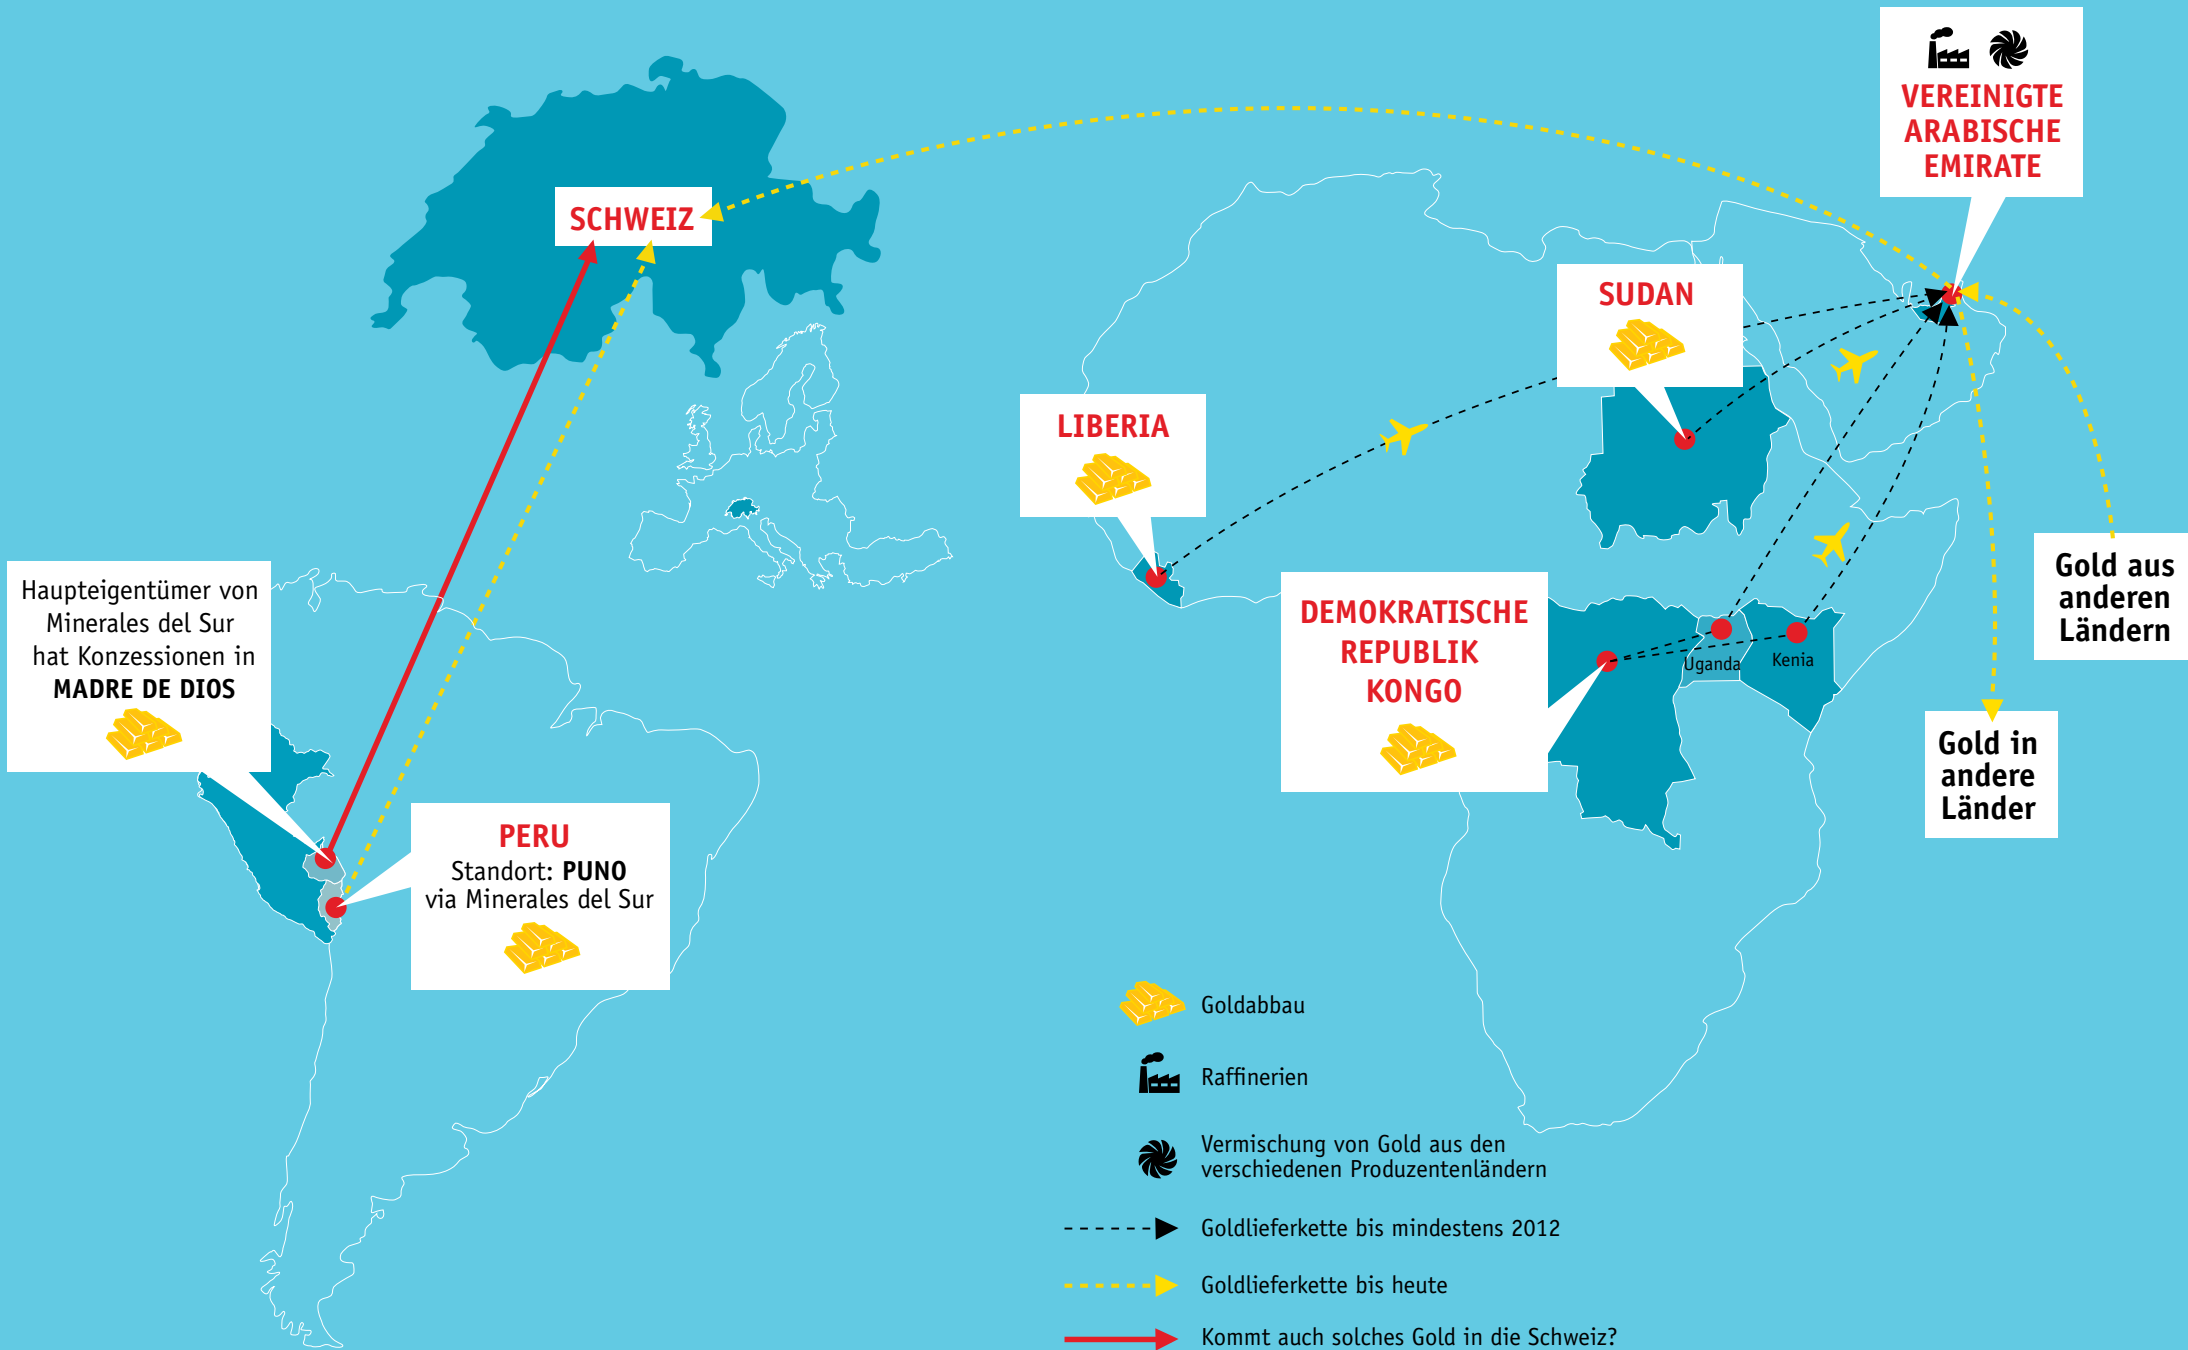 VEREINIGTE
ARABISCHE
EMIRATE
SCHWEIZ
SUDAN
LIBERIA
Gold aus
anderen
Ländern
Haupteigentümer von
Minerales del Sur
hat Konzessionen in
MADRE DE DIOS
DEMOKRATISCHE
REPUBLIK
KONGO
Uganda
Kenia
Gold in
andere
Länder
PERU
Standort: PUNO
via Minerales del Sur
Goldabbau
Raffinerien
Vermischung von Gold aus den
verschiedenen Produzentenländern
Goldlieferkette bis mindestens 2012
Goldlieferkette bis heute
Kommt auch solches Gold in die Schweiz?